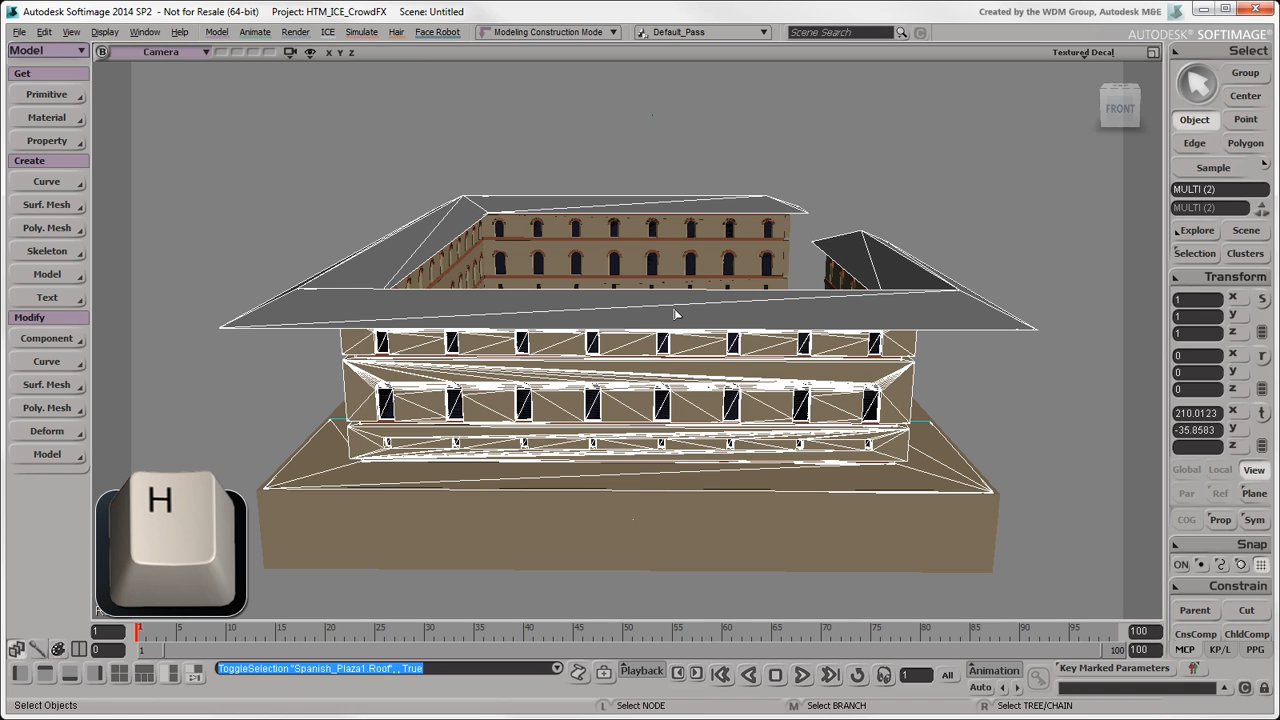 Autodesk Softimage 2014 SP2 - Not for Resale (64-bit) Project: HTM_ICE_CrowdFX Scene: Untitled
Created by the WDM Group, Autodesk M&E
File Edit View Display Window Help Model Animate Render ICE Simulate Hair Face Robot
Modeling Construction Mode
Default_Pass
Scene Search
AUTODESK® SOFTIMAGE®
Model
B Camera X Y Z
Textured Decal
Select
Get
Primitive
Material
Property
Create
Curve
Surf. Mesh
Poly. Mesh
Skeleton
Model
Text
Modify
Component
Curve
Surf. Mesh
Poly. Mesh
Deform
Model
FRONT
H
Group
Center
Object Point
Edge Polygon
Sample
MULTI (2)
MULTI (2)
Explore Scene
Selection Clusters
Transform
1 x s
1 y
1 z
0 x r
0 y
0 z
210.0123 x t
-35.8583 y
z
Global Local View
Par Ref Plane
COG Prop Sym
Snap
ON
Constrain
Parent Cut
CnsComp ChldComp
MCP KP/L PPG
1 1 5 10 15 20 25 30 35 40 45 50 55 60 65 70 75 80 85 90 95 100
0 1 100 100
ToggleSelection "Spanish_Plaza1.Roof", , True
Playback
1 All
Animation
Auto
Key Marked Parameters
Select Objects
L Select NODE
M Select BRANCH
R Select TREE/CHAIN